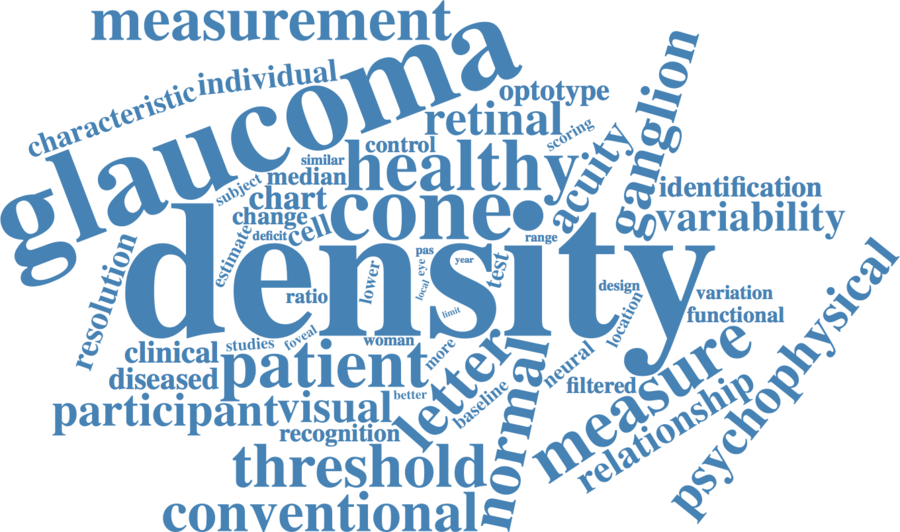 measurement
glaucoma
characteristic
individual
optotype
retinal
ganglion
scoring
control
similar
healthy
acuity
median
subject
chart
identification
cone
variability
change
cell
deficit
estimate
density
range
pas
eye
year
test
resolution
lower
local
limit
ratio
design
location
variation
functional
psychophysical
studies
foveal
woman
clinical
patient
more
letter
normal
neural
measure
diseased
filtered
better
baseline
relationship
participant
visual
recognition
threshold
conventional